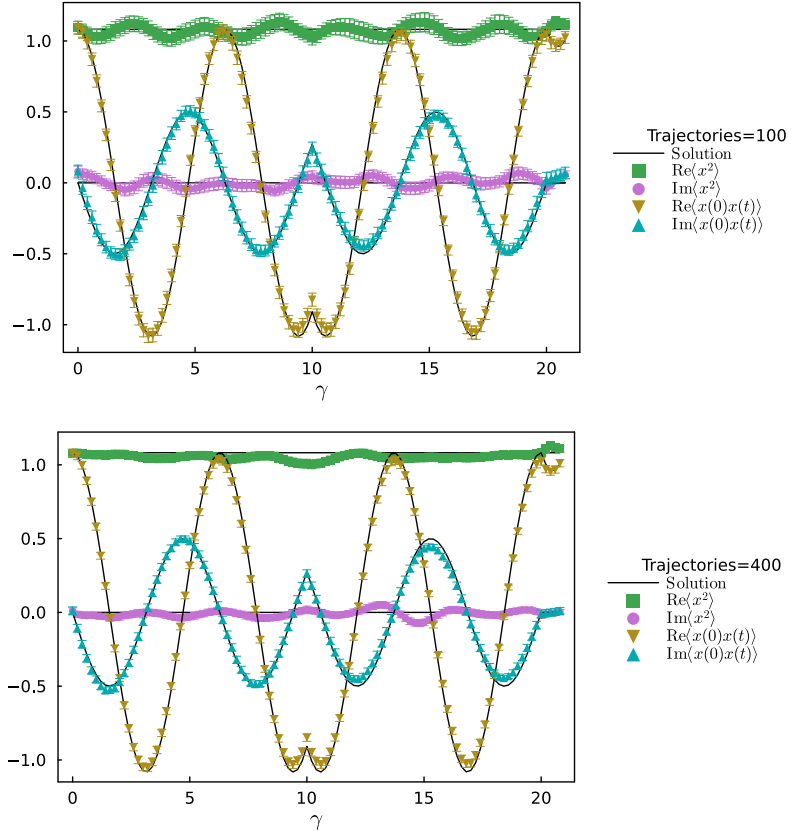 1.0
0.5
0.0
−0.5
−1.0
0 5 10 15 20
γ
Trajectories=100
Solution
Re⟨x²⟩
Im⟨x²⟩
Re⟨x(0)x(t)⟩
Im⟨x(0)x(t)⟩
1.0
0.5
0.0
−0.5
−1.0
0 5 10 15 20
γ
Trajectories=400
Solution
Re⟨x²⟩
Im⟨x²⟩
Re⟨x(0)x(t)⟩
Im⟨x(0)x(t)⟩